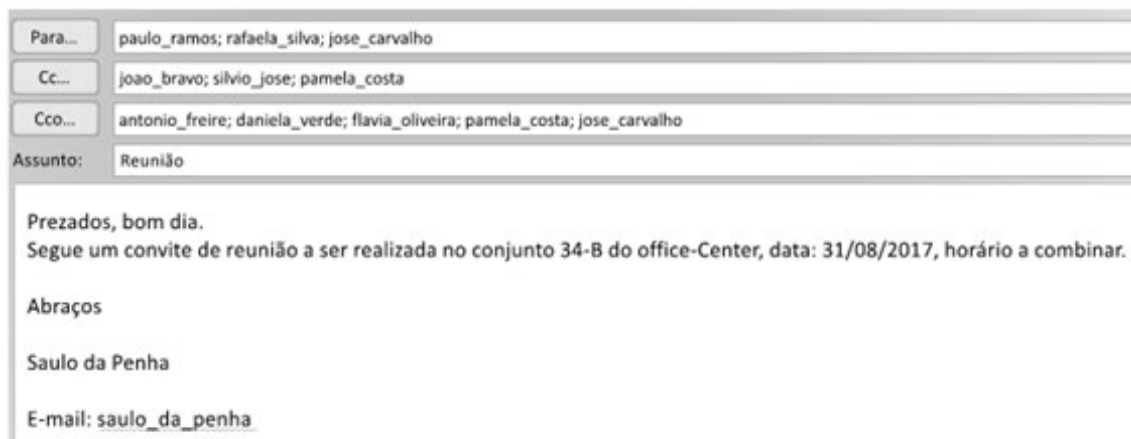 Para... paulo_ramos; rafaela_silva; jose_carvalho
Cc... joao_bravo; silvio_jose; pamela_costa
Cco... antonio_freire; daniela_verde; flavia_oliveira; pamela_costa; jose_carvalho
Assunto: Reunião
Prezados, bom dia.
Segue um convite de reunião a ser realizada no conjunto 34-B do office-Center, data: 31/08/2017, horário a combinar.
Abraços
Saulo da Penha
E-mail: saulo_da_penha